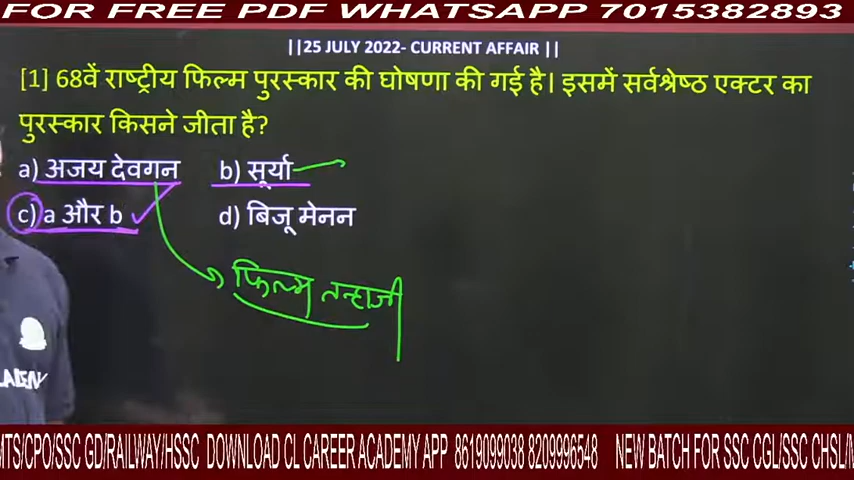 FOR FREE PDF WHATSAPP 7015382893
||25 JULY 2022- CURRENT AFFAIR ||
[1] 68वें राष्ट्रीय फिल्म पुरस्कार की घोषणा की गई है। इसमें सर्वश्रेष्ठ एक्टर का
पुरस्कार किसने जीता है?
a) अजय देवगन b) सूर्या
c) a और b d) बिजू मेनन
फिल्म तन्हाजी
MTS/CPO/SSC GD/RAILWAY/HSSC DOWNLOAD CL CAREER ACADEMY APP 8619099038 8209996548 NEW BATCH FOR SSC CGL/SSC CHSL/